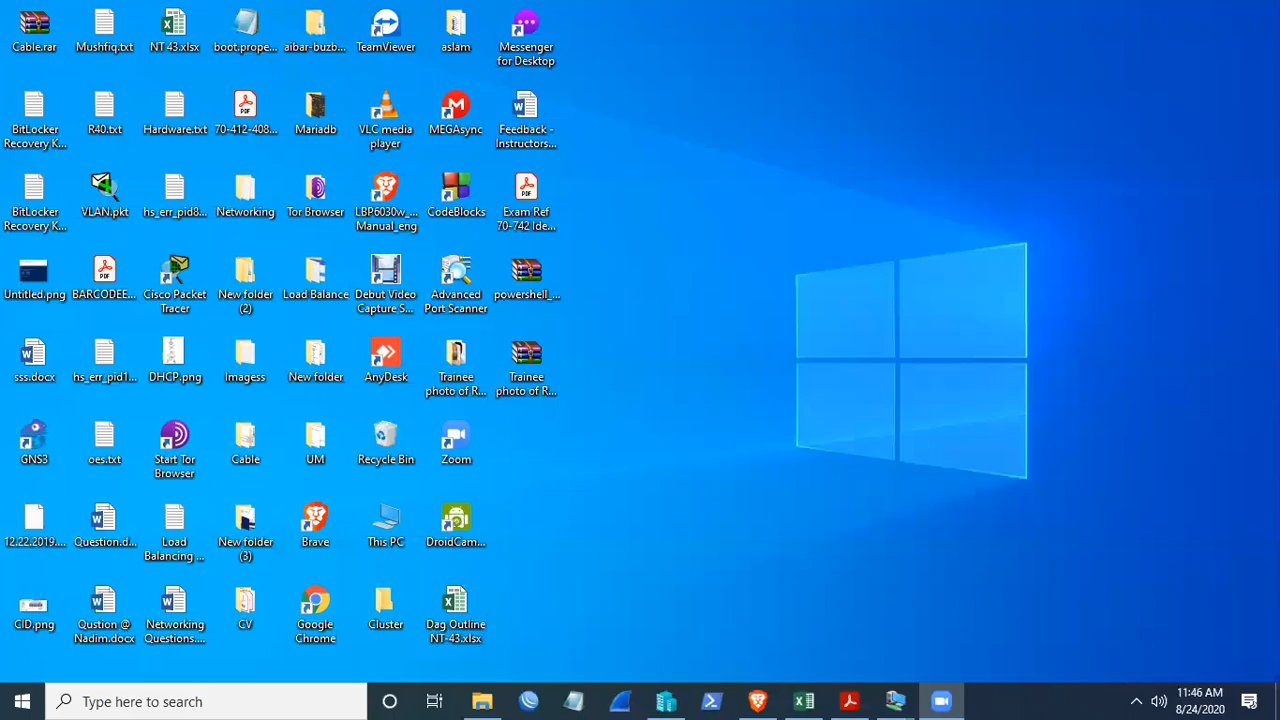 Cable.rar
Mushfiq.txt
NT 43.xlsx
boot.prope...
aibar-buzb...
TeamViewer
aslam
Messenger
for Desktop
BitLocker
Recovery K...
R40.txt
Hardware.txt
70-412-408...
Mariadb
VLC media
player
MEGAsync
Feedback -
Instructors...
BitLocker
Recovery K...
VLAN.pkt
hs_err_pid8...
Networking
Tor Browser
LBP6030w_...
Manual_eng
CodeBlocks
Exam Ref
70-742 Ide...
Untitled.png
BARCODEE...
Cisco Packet
Tracer
New folder
(2)
Load Balance
Debut Video
Capture S...
Advanced
Port Scanner
powershell_...
sss.docx
hs_err_pid1...
DHCP.png
Imagess
New folder
AnyDesk
Trainee
photo of R...
Trainee
photo of R...
GNS3
oes.txt
Start Tor
Browser
Cable
UM
Recycle Bin
Zoom
12.22.2019....
Question.d...
Load
Balancing ...
New folder
(3)
Brave
This PC
DroidCam...
CID.png
Qustion @
Nadim.docx
Networking
Questions....
CV
Google
Chrome
Cluster
Dag Outline
NT-43.xlsx
Type here to search
11:46 AM
8/24/2020